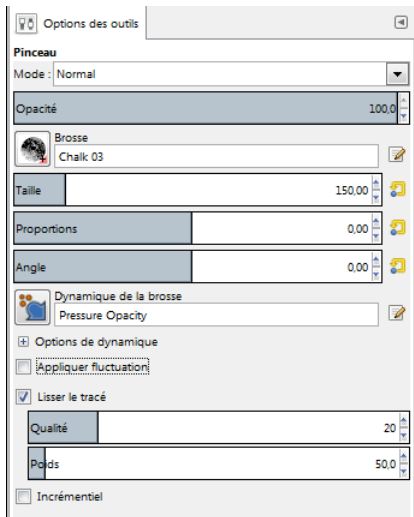 Options des outils
Pinceau
Mode : Normal
Opacité 100,0
Brosse
Chalk 03
Taille 150,00
Proportions 0,00
Angle 0,00
Dynamique de la brosse
Pressure Opacity
Options de dynamique
Appliquer fluctuation
Lisser le tracé
Qualité 20
Poids 50,0
Incrémentiel